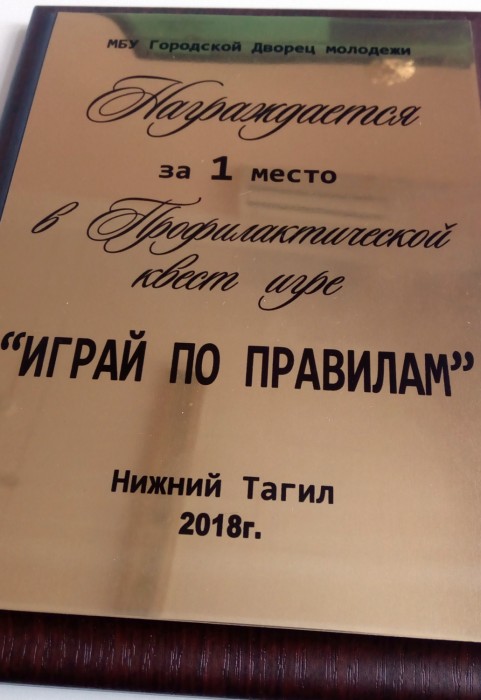 МБУ Городской Дворец молодежи
Награждается
за 1 место
в Профилактической
квест игре
“ИГРАЙ ПО ПРАВИЛАМ”
Нижний Тагил
2018г.